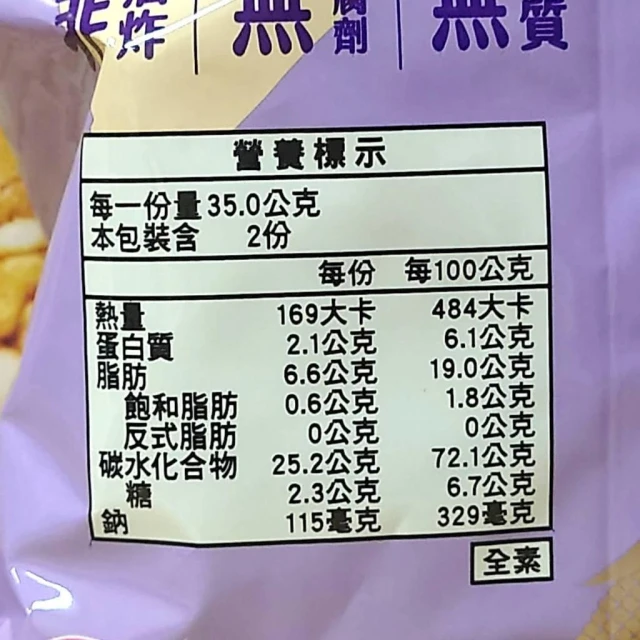 非油炸 無 腐劑 無 質
營養標示
每一份量 35.0公克
本包裝含 2份
每份 每100公克
熱量 169大卡 484大卡
蛋白質 2.1公克 6.1公克
脂肪 6.6公克 19.0公克
飽和脂肪 0.6公克 1.8公克
反式脂肪 0公克 0公克
碳水化合物 25.2公克 72.1公克
糖 2.3公克 6.7公克
鈉 115毫克 329毫克
全素